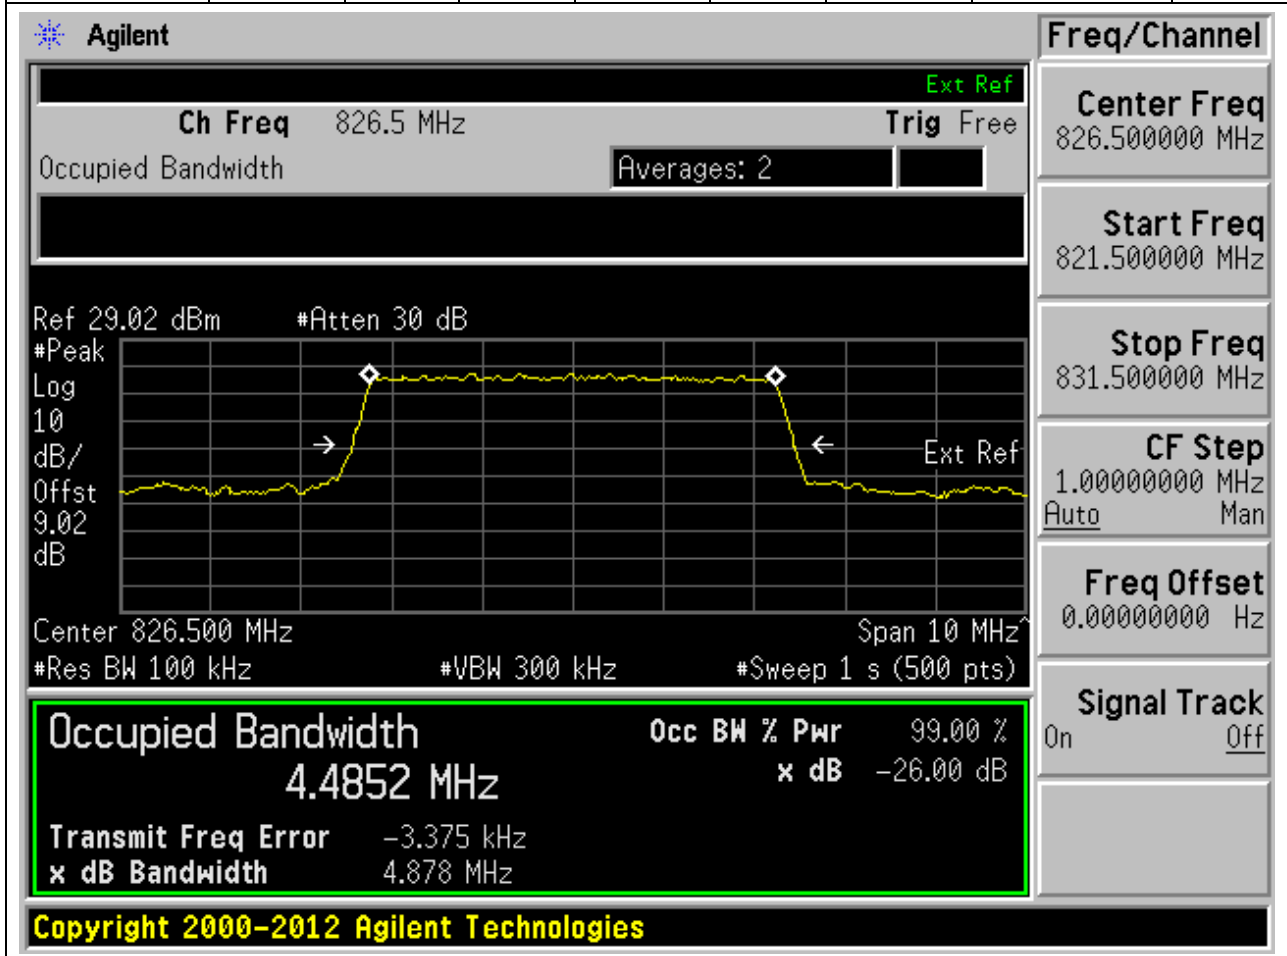 Agilent
Freq/Channel
Ext Ref
Ch Freq 826.5 MHz Trig Free
Occupied Bandwidth Averages: 2
Center Freq
826.500000 MHz
Start Freq
821.500000 MHz
Stop Freq
831.500000 MHz
CF Step
1.00000000 MHz
Auto Man
Freq Offset
0.00000000 Hz
Signal Track
On Off
Ref 29.02 dBm #Atten 30 dB
#Peak
Log
10
dB/
Offst
9.02
dB
Ext Ref
Center 826.500 MHz Span 10 MHz^
#Res BW 100 kHz #VBW 300 kHz #Sweep 1 s (500 pts)
Occupied Bandwidth
4.4852 MHz
Occ BW % Pwr 99.00 %
x dB -26.00 dB
Transmit Freq Error -3.375 kHz
x dB Bandwidth 4.878 MHz
Copyright 2000-2012 Agilent Technologies